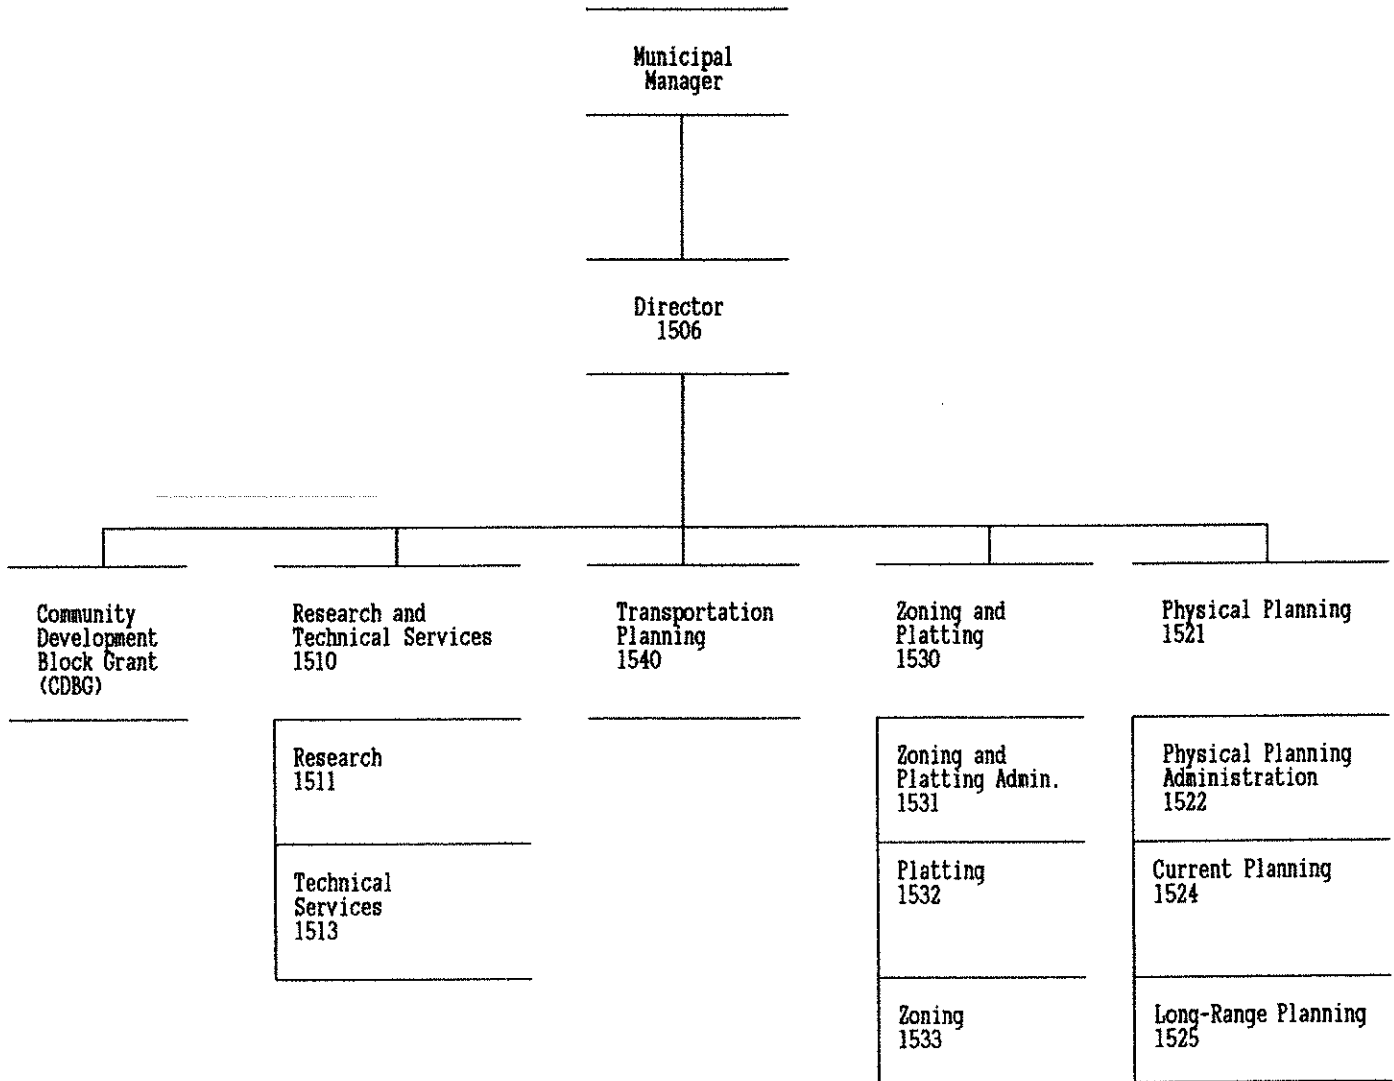 Municipal
Manager
Director
1506
Community
Development
Block Grant
(CDBG)
Research and
Technical Services
1510
Transportation
Planning
1540
Zoning and
Platting
1530
Physical Planning
1521
Research
1511
Technical
Services
1513
Zoning and
Platting Admin.
1531
Platting
1532
Zoning
1533
Physical Planning
Administration
1522
Current Planning
1524
Long-Range Planning
1525